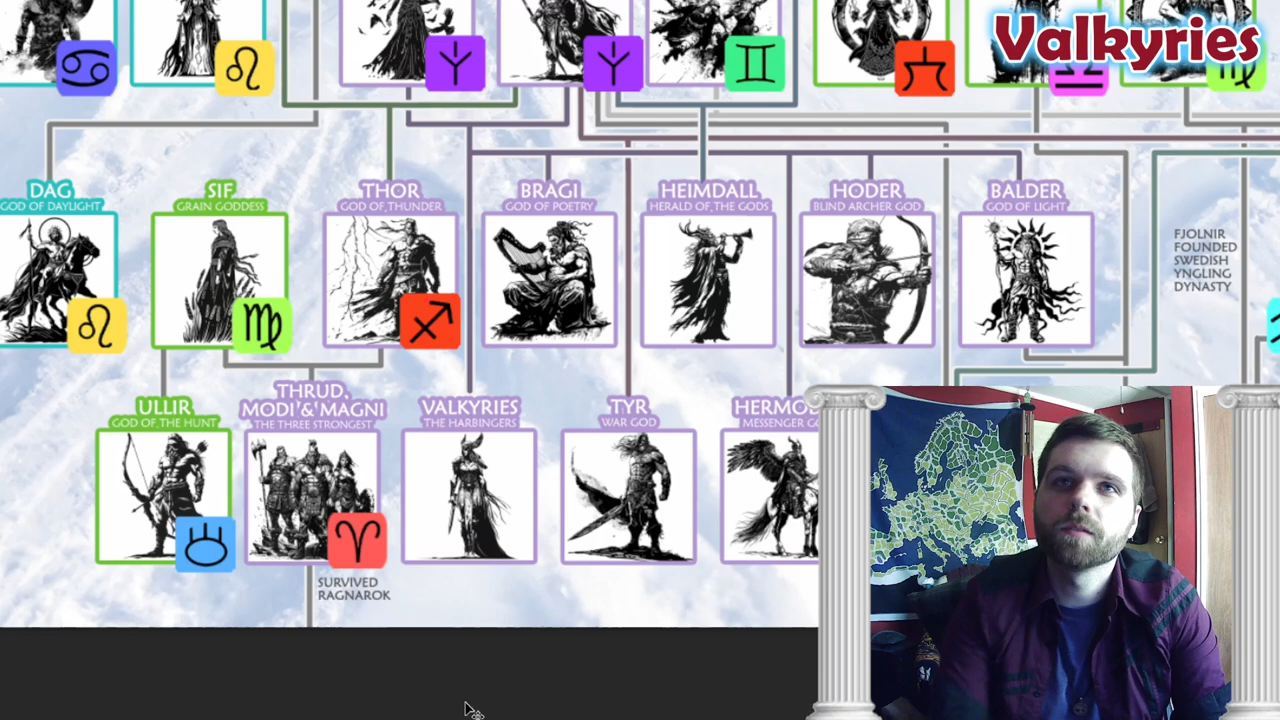 Valkyries
DAG
GOD OF DAYLIGHT
SIF
GRAIN GODDESS
THOR
GOD OF THUNDER
BRAGI
GOD OF POETRY
HEIMDALL
HERALD OF THE GODS
HODER
BLIND ARCHER GOD
BALDER
GOD OF LIGHT
FJOLNIR
FOUNDED
SWEDISH
YNGLING
DYNASTY
ULLIR
GOD OF THE HUNT
THRUD,
MODI & MAGNI
THE THREE STRONGEST
VALKYRIES
THE HARBINGERS
TYR
WAR GOD
HERMO
MESSENGER
SURVIVED
RAGNAROK